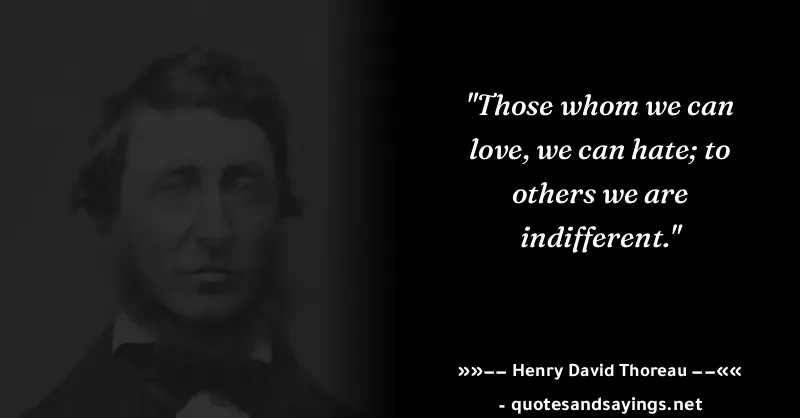 "Those whom we can
love, we can hate; to
others we are
indifferent."
»»–– Henry David Thoreau ––««
- quotesandsayings.net